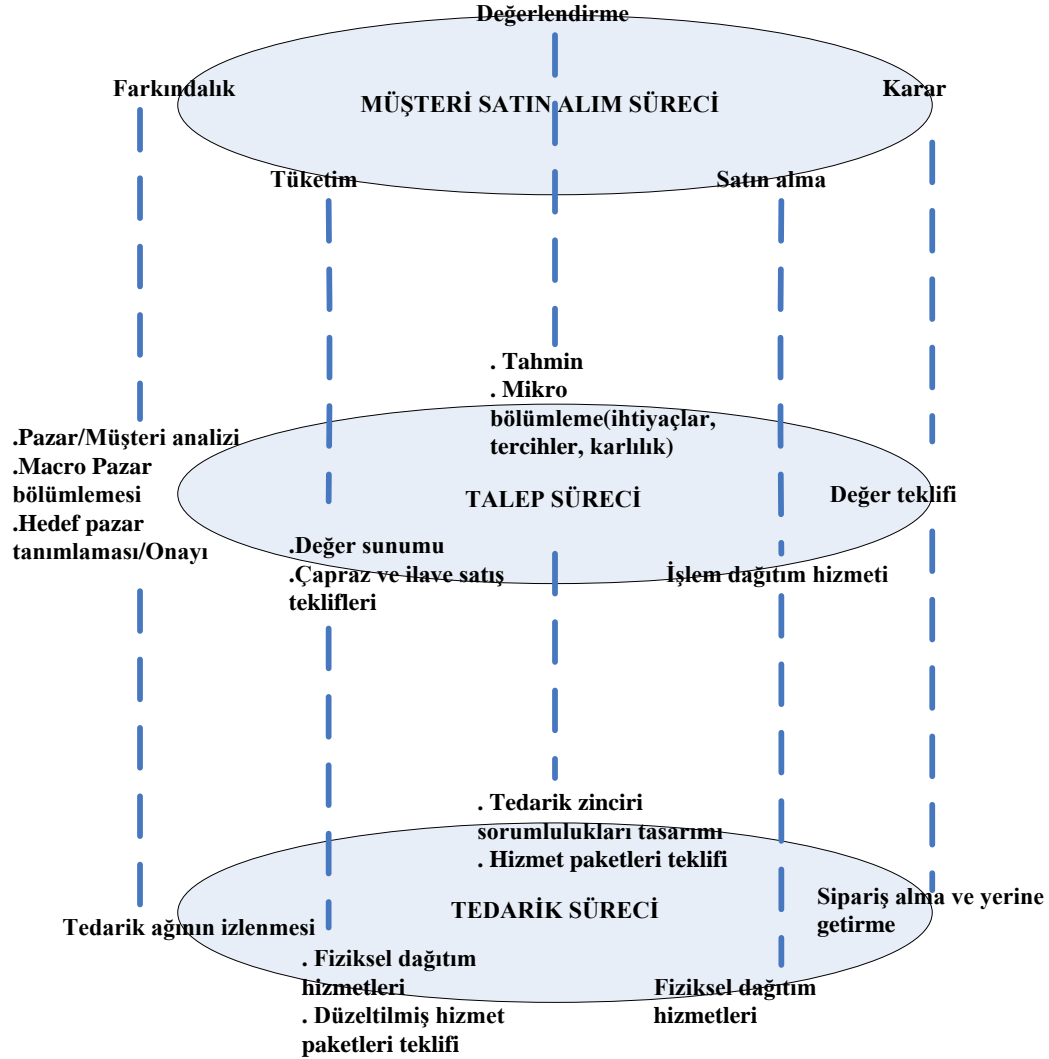 Değerlendirme
Farkındalık
Karar
MÜŞTERİ SATIN ALIM SÜRECİ
Tüketim
Satın alma
. Tahmin
. Mikro
bölümleme(ihtiyaçlar,
tercihler, karlılık)
.Pazar/Müşteri analizi
.Macro Pazar
bölümlemesi
.Hedef pazar
tanımlaması/Onayı
TALEP SÜRECİ
Değer teklifi
.Değer sunumu
.Çapraz ve ilave satış
teklifleri
İşlem dağıtım hizmeti
. Tedarik zinciri
sorumlulukları tasarımı
. Hizmet paketleri teklifi
TEDARİK SÜRECİ
Sipariş alma ve yerine
getirme
Tedarik ağının izlenmesi
. Fiziksel dağıtım
hizmetleri
. Düzeltilmiş hizmet
paketleri teklifi
Fiziksel dağıtım
hizmetleri